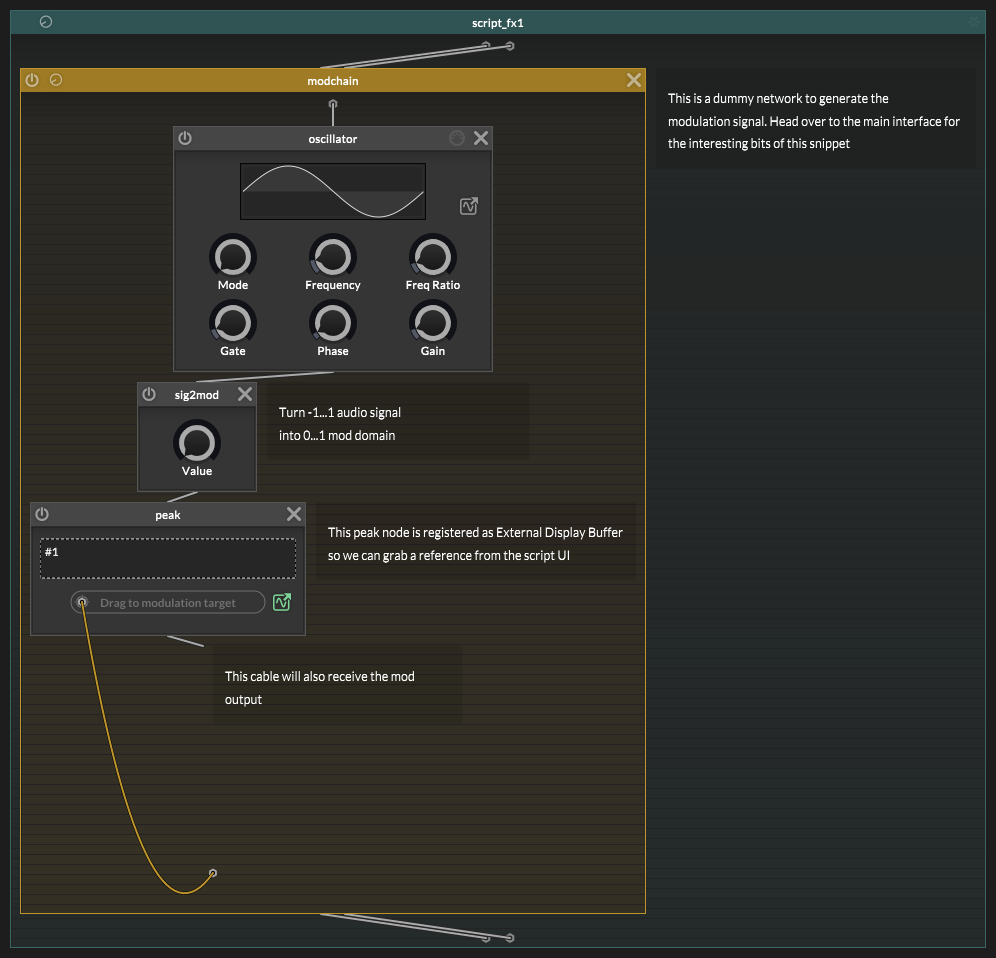 script_fx1
modchain
This is a dummy network to generate the
modulation signal. Head over to the main interface for
the interesting bits of this snippet
oscillator
Mode
Frequency
Freq Ratio
Gate
Phase
Gain
sig2mod
Turn -1...1 audio signal
into 0...1 mod domain
Value
peak
This peak node is registered as External Display Buffer
so we can grab a reference from the script UI
#1
Drag to modulation target
This cable will also receive the mod
output